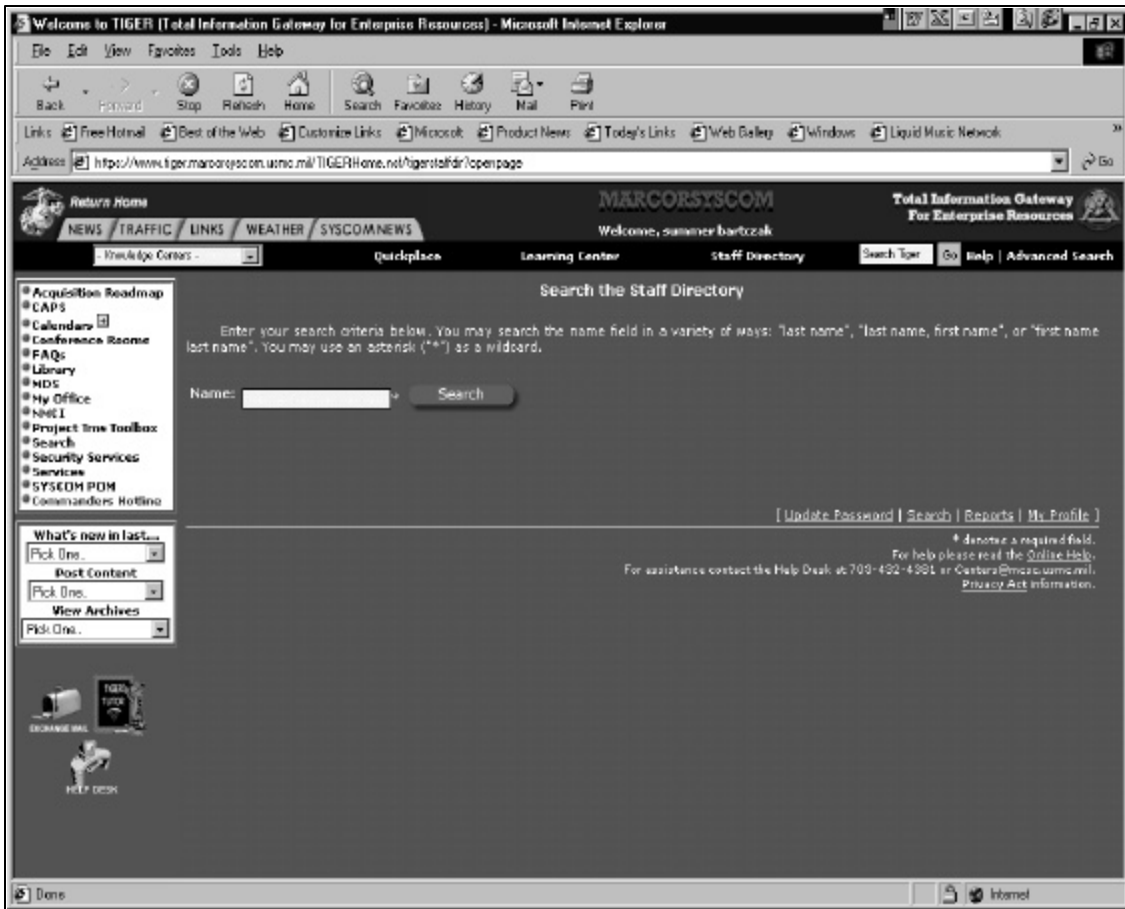 Welcome to TIGER (Total Information Gateway for Enterprise Resources) - Microsoft Internet Explorer
File Edit View Favorites Tools Help
Back Forward Stop Refresh Home Search Favorites History Mail Print
Links Free Hotmail Best of the Web Customize Links Microsoft Product News Today's Links Web Gallery Windows Liquid Music Network »
Address https://www.tiger.marcorsyscom.usmc.mil/TIGERHome.nsf/tigerstaffdir?openpage Go
Return Home MARCORSYSCOM Total Information Gateway
For Enterprise Resources
NEWS TRAFFIC LINKS WEATHER SYSCOMNEWS Welcome, summer bartczak
- Knowledge Centers - Quickplace Learning Center Staff Directory Search Tiger Go Help | Advanced Search
Acquisition Roadmap
CAPS
Calendars
Conference Rooms
FAQs
Library
MDS
My Office
NMCI
Project Tme Toolbox
Search
Security Services
Services
SYSCOM POM
Commanders Hotline
What's new in last...
Pick One..
Post Content
Pick One..
View Archives
Pick One..
EXCHANGE MAIL
TIGER TUTOR
HELP DESK
Search the Staff Directory
Enter your search criteria below. You may search the name field in a variety of ways: "last name", "last name, first name", or "first name
last name". You may use an asterisk ("*") as a wildcard.
Name: * Search
[ Update Password | Search | Reports | My Profile ]
* denotes a required field.
For help please read the Online Help.
For assistance contact the Help Desk at 703-432-4381 or Centers@mcsc.usmc.mil.
Privacy Act information.
Done Internet